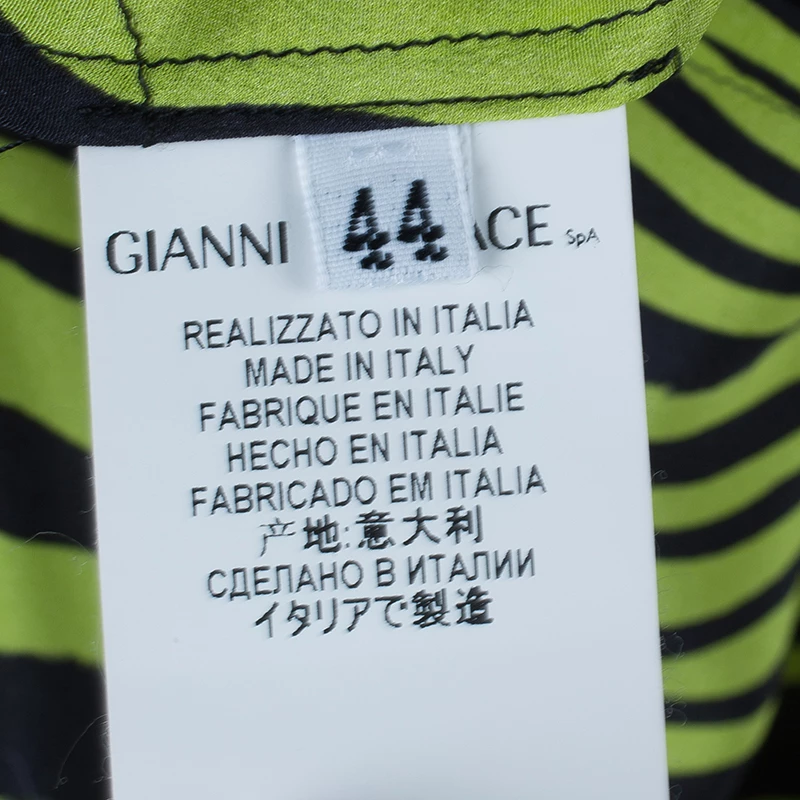 GIANNI ACE SpA
44
REALIZZATO IN ITALIA
MADE IN ITALY
FABRIQUE EN ITALIE
HECHO EN ITALIA
FABRICADO EM ITALIA
产地:意大利
СДЕЛАНО В ИТАЛИИ
イタリアで製造